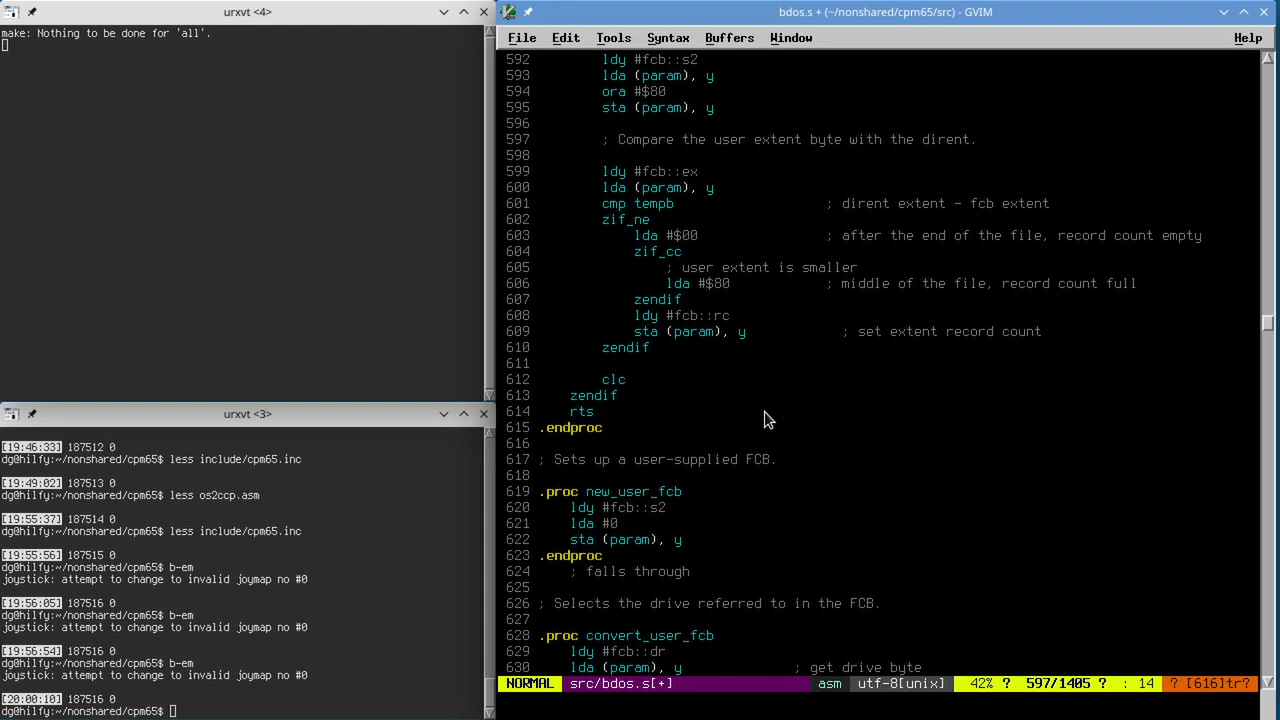 urxvt <4>
make: Nothing to be done for 'all'.
urxvt <3>
[19:46:33] 187512 0
dg@hilfy:~/nonshared/cpm65$ less include/cpm65.inc
[19:49:02] 187513 0
dg@hilfy:~/nonshared/cpm65$ less os2ccp.asm
[19:55:37] 187514 0
dg@hilfy:~/nonshared/cpm65$ less include/cpm65.inc
[19:55:56] 187515 0
dg@hilfy:~/nonshared/cpm65$ b-em
joystick: attempt to change to invalid joymap no #0
[19:56:05] 187516 0
dg@hilfy:~/nonshared/cpm65$ b-em
joystick: attempt to change to invalid joymap no #0
[19:56:54] 187516 0
dg@hilfy:~/nonshared/cpm65$ b-em
joystick: attempt to change to invalid joymap no #0
[20:00:10] 187516 0
dg@hilfy:~/nonshared/cpm65$
bdos.s + (~/nonshared/cpm65/src) - GVIM
File Edit Tools Syntax Buffers Window Help
592 ldy #fcb::s2
593 lda (param), y
594 ora #$80
595 sta (param), y
596
597 ; Compare the user extent byte with the dirent.
598
599 ldy #fcb::ex
600 lda (param), y
601 cmp tempb ; dirent extent - fcb extent
602 zif_ne
603 lda #$00 ; after the end of the file, record count empty
604 zif_cc
605 ; user extent is smaller
606 lda #$80 ; middle of the file, record count full
607 zendif
608 ldy #fcb::rc
609 sta (param), y ; set extent record count
610 zendif
611
612 clc
613 zendif
614 rts
615 .endproc
616
617 ; Sets up a user-supplied FCB.
618
619 .proc new_user_fcb
620 ldy #fcb::s2
621 lda #0
622 sta (param), y
623 .endproc
624 ; falls through
625
626 ; Selects the drive referred to in the FCB.
627
628 .proc convert_user_fcb
629 ldy #fcb::dr
630 lda (param), y ; get drive byte
NORMAL src/bdos.s[+] asm utf-8[unix] 42% ? 597/1405 ? : 14 ? [616]tr?